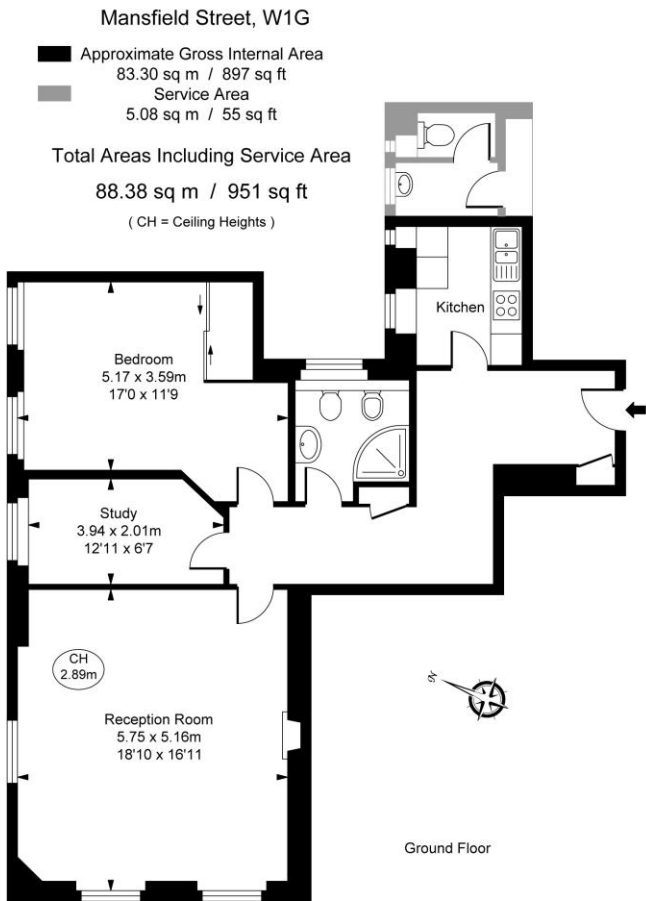 Mansfield Street, W1G
Approximate Gross Internal Area
83.30 sq m / 897 sq ft
Service Area
5.08 sq m / 55 sq ft
Total Areas Including Service Area
88.38 sq m / 951 sq ft
( CH = Ceiling Heights )
Kitchen
Bedroom
5.17 x 3.59m
17'0 x 11'9
Study
3.94 x 2.01m
12'11 x 6'7
CH
2.89m
Reception Room
5.75 x 5.16m
18'10 x 16'11
N
Ground Floor